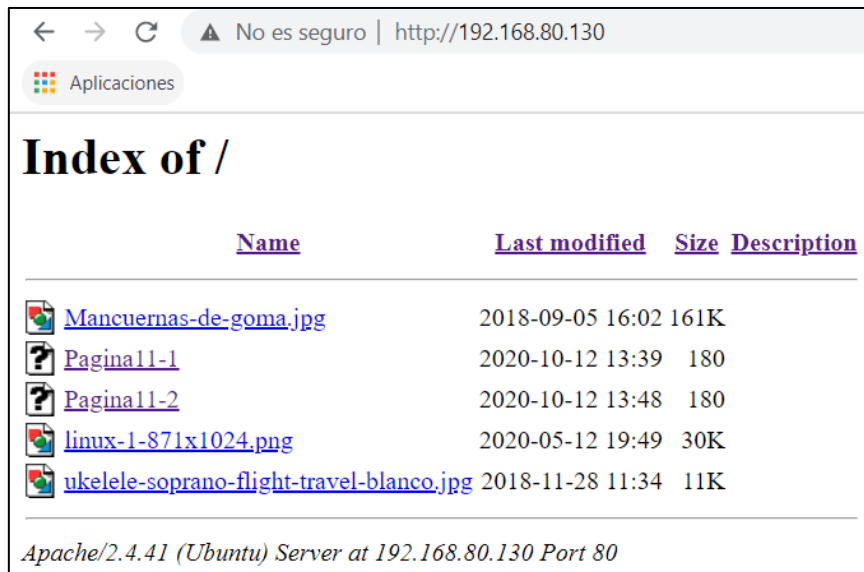 No es seguro | http://192.168.80.130
Aplicaciones
Index of /
Name Last modified Size Description
Mancuernas-de-goma.jpg 2018-09-05 16:02 161K
Pagina11-1 2020-10-12 13:39 180
Pagina11-2 2020-10-12 13:48 180
linux-1-871x1024.png 2020-05-12 19:49 30K
ukelele-soprano-flight-travel-blanco.jpg 2018-11-28 11:34 11K
Apache/2.4.41 (Ubuntu) Server at 192.168.80.130 Port 80